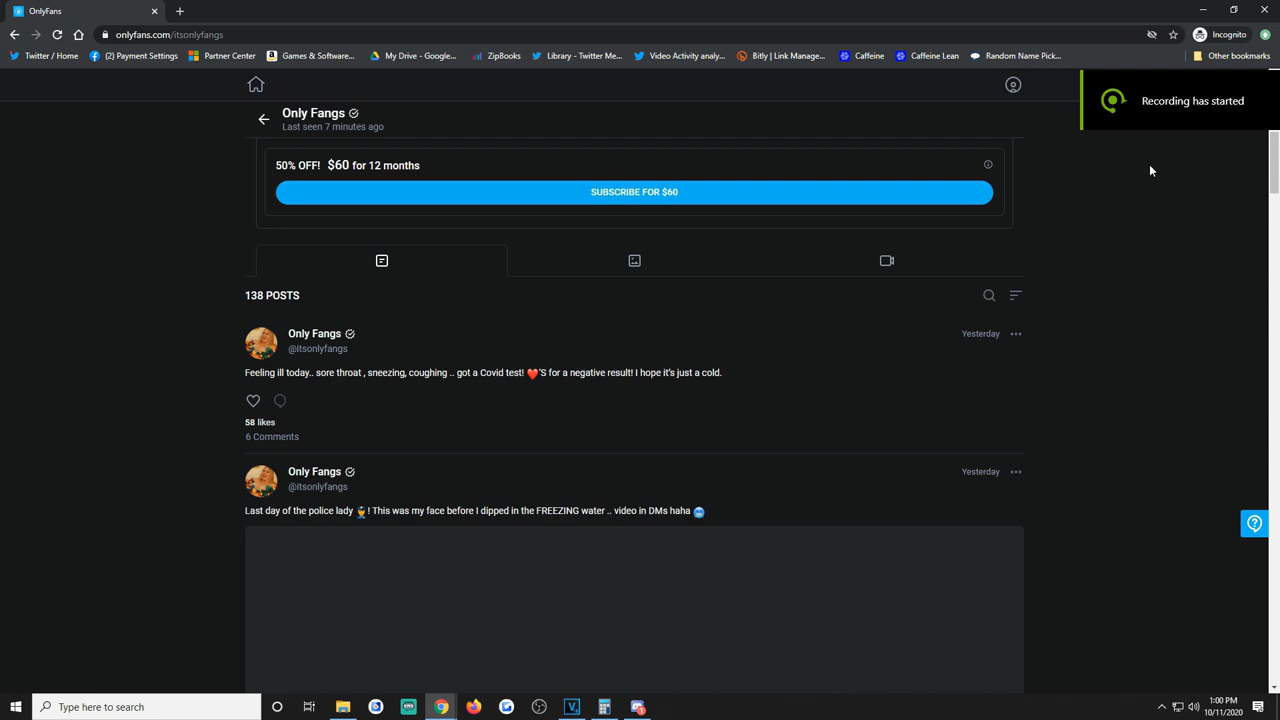 OnlyFans
onlyfans.com/itsonlyfangs
Incognito
Twitter / Home
(2) Payment Settings
Partner Center
Games & Software...
My Drive - Google...
ZipBooks
Library - Twitter Me...
Video Activity analy...
Bitly | Link Manage...
Caffeine
Caffeine Lean
Random Name Pick...
Other bookmarks
Recording has started
Only Fangs
Last seen 7 minutes ago
50% OFF! $60 for 12 months
SUBSCRIBE FOR $60
138 POSTS
Only Fangs
Yesterday
@itsonlyfangs
Feeling ill today.. sore throat , sneezing, coughing .. got a Covid test! ❤️'S for a negative result! I hope it's just a cold.
58 likes
6 Comments
Only Fangs
Yesterday
@itsonlyfangs
Last day of the police lady 👮! This was my face before I dipped in the FREEZING water .. video in DMs haha 🥶
Type here to search
1:00 PM
10/11/2020